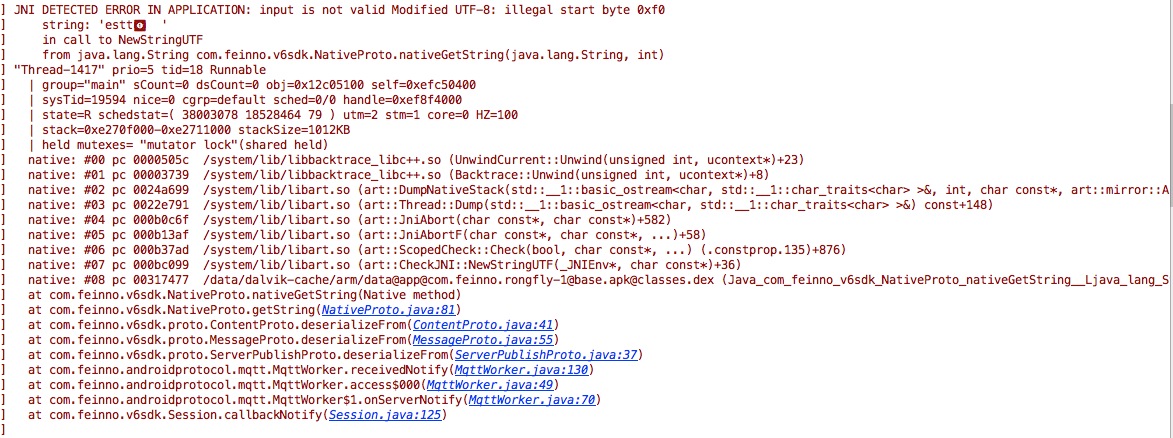 ] JNI DETECTED ERROR IN APPLICATION: input is not valid Modified UTF-8: illegal start byte 0xf0
] string: 'estt '
] in call to NewStringUTF
] from java.lang.String com.feinno.v6sdk.NativeProto.nativeGetString(java.lang.String, int)
] "Thread-1417" prio=5 tid=18 Runnable
] | group="main" sCount=0 dsCount=0 obj=0x12c05100 self=0xefc50400
] | sysTid=19594 nice=0 cgrp=default sched=0/0 handle=0xef8f4000
] | state=R schedstat=( 38003078 18528464 79 ) utm=2 stm=1 core=0 HZ=100
] | stack=0xe270f000-0xe2711000 stackSize=1012KB
] | held mutexes= "mutator lock"(shared held)
] native: #00 pc 0000505c /system/lib/libbacktrace_libc++.so (UnwindCurrent::Unwind(unsigned int, ucontext*)+23)
] native: #01 pc 00003739 /system/lib/libbacktrace_libc++.so (Backtrace::Unwind(unsigned int, ucontext*)+8)
] native: #02 pc 0024a699 /system/lib/libart.so (art::DumpNativeStack(std::__1::basic_ostream<char, std::__1::char_traits<char> >&, int, char const*, art::mirror::A
] native: #03 pc 0022e791 /system/lib/libart.so (art::Thread::Dump(std::__1::basic_ostream<char, std::__1::char_traits<char> >&) const+148)
] native: #04 pc 000b0c6f /system/lib/libart.so (art::JniAbort(char const*, char const*)+582)
] native: #05 pc 000b13af /system/lib/libart.so (art::JniAbortF(char const*, char const*, ...)+58)
] native: #06 pc 000b37ad /system/lib/libart.so (art::ScopedCheck::Check(bool, char const*, ...) (.constprop.135)+876)
] native: #07 pc 000bc099 /system/lib/libart.so (art::CheckJNI::NewStringUTF(_JNIEnv*, char const*)+36)
] native: #08 pc 00317477 /data/dalvik-cache/arm/data@app@com.feinno.rongfly-1@base.apk@classes.dex (Java_com_feinno_v6sdk_NativeProto_nativeGetString__Ljava_lang_S
] at com.feinno.v6sdk.NativeProto.nativeGetString(Native method)
] at com.feinno.v6sdk.NativeProto.getString(NativeProto.java:81)
] at com.feinno.v6sdk.proto.ContentProto.deserializeFrom(ContentProto.java:41)
] at com.feinno.v6sdk.proto.MessageProto.deserializeFrom(MessageProto.java:55)
] at com.feinno.v6sdk.proto.ServerPublishProto.deserializeFrom(ServerPublishProto.java:37)
] at com.feinno.androidprotocol.mqtt.MqttWorker.receivedNotify(MqttWorker.java:130)
] at com.feinno.androidprotocol.mqtt.MqttWorker.access$000(MqttWorker.java:49)
] at com.feinno.androidprotocol.mqtt.MqttWorker$1.onServerNotify(MqttWorker.java:70)
] at com.feinno.v6sdk.Session.callbackNotify(Session.java:125)
]